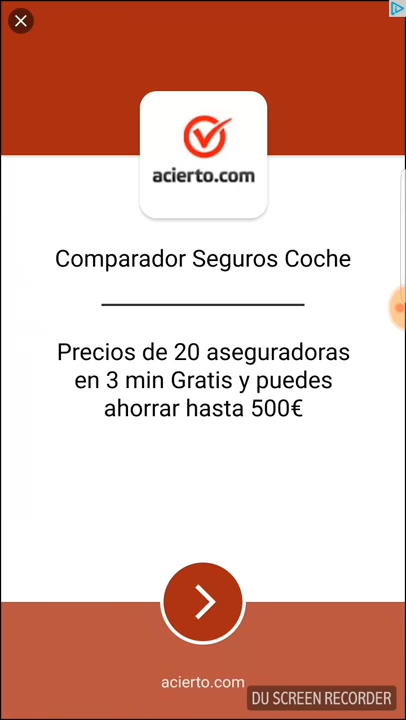 acierto.com
Comparador Seguros Coche
Precios de 20 aseguradoras
en 3 min Gratis y puedes
ahorrar hasta 500€
acierto.com
DU SCREEN RECORDER